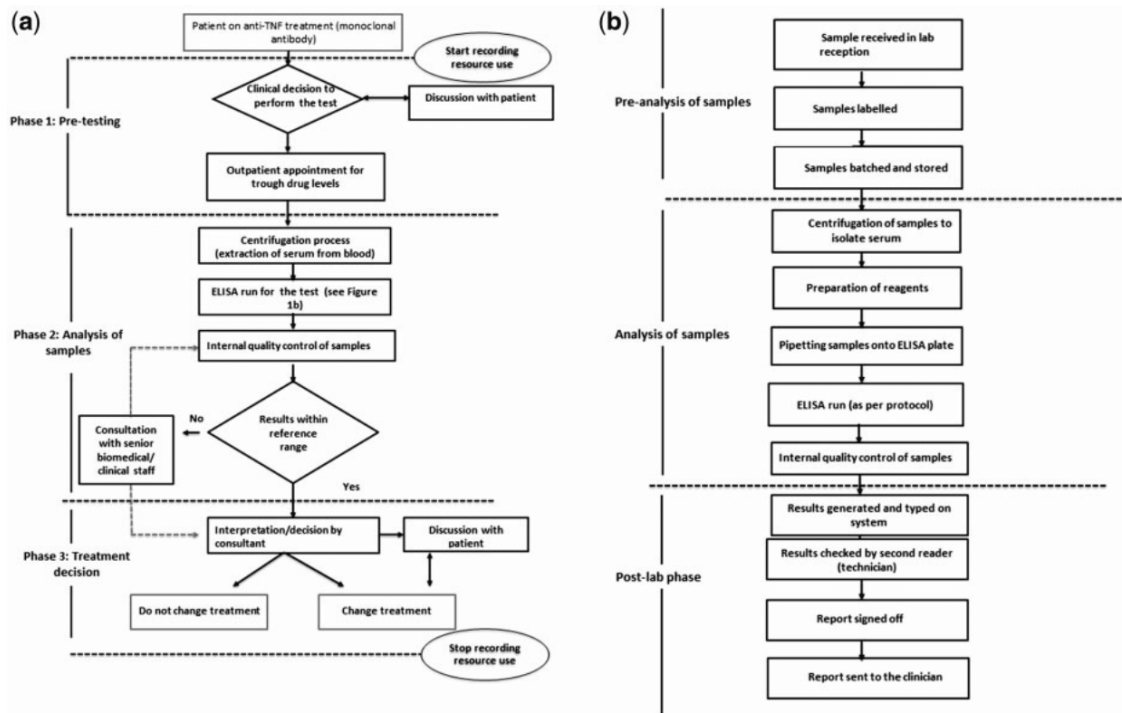 (a)
Patient on anti-TNF treatment (monoclonal
antibody)
Start recording
resource use
Clinical decision to
perform the test
Discussion with patient
Phase 1: Pre-testing
Outpatient appointment for
trough drug levels
Centrifugation process
(extraction of serum from blood)
ELISA run for the test (see Figure
1b)
Phase 2: Analysis of
samples
Internal quality control of samples
Results within
reference
range
No
Consultation
with senior
biomedical/
clinical staff
Yes
Interpretation/decision by
consultant
Discussion with
patient
Phase 3: Treatment
decision
Do not change treatment
Change treatment
Stop recording
resource use
(b)
Sample received in lab
reception
Pre-analysis of samples
Samples labelled
Samples batched and stored
Centrifugation of samples to
isolate serum
Preparation of reagents
Analysis of samples
Pipetting samples onto ELISA plate
ELISA run (as per protocol)
Internal quality control of samples
Results generated and typed on
system
Results checked by second reader
(technician)
Post-lab phase
Report signed off
Report sent to the clinician